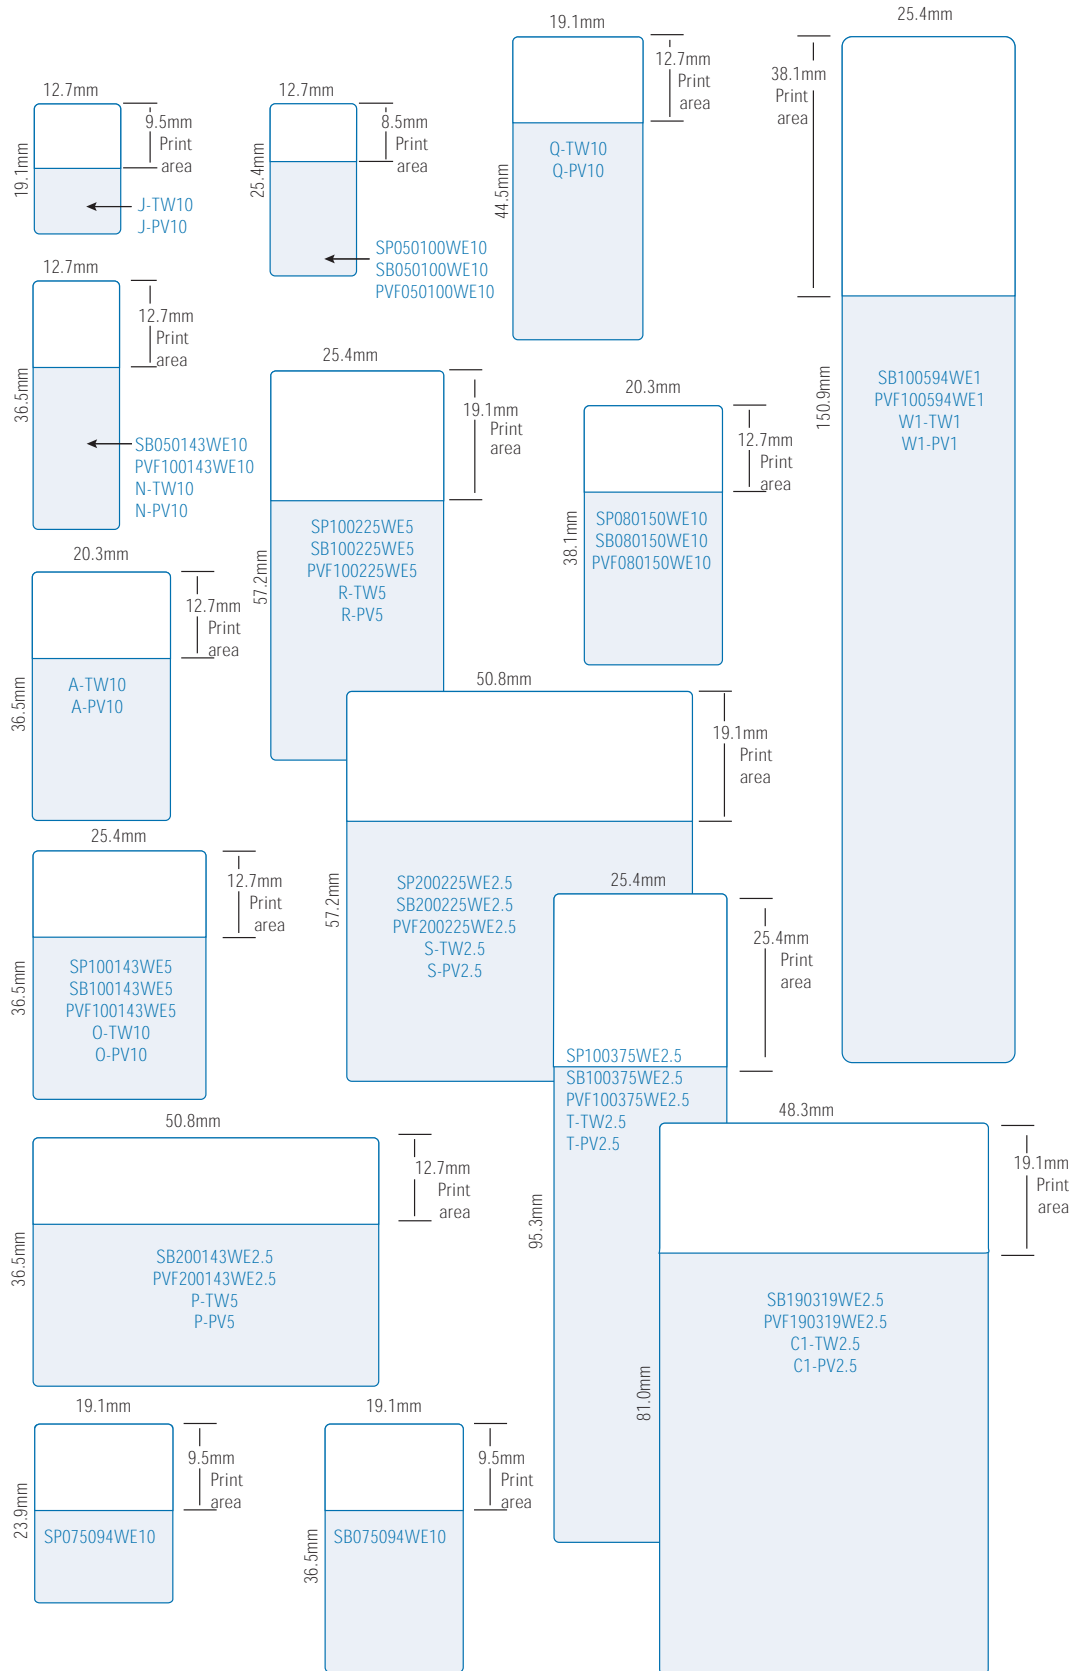 12.7mm
9.5mm
Print
area
19.1mm
J-TW10
J-PV10
12.7mm
8.5mm
Print
area
25.4mm
SP050100WE10
SB050100WE10
PVF050100WE10
19.1mm
12.7mm
Print
area
44.5mm
Q-TW10
Q-PV10
25.4mm
38.1mm
Print
area
150.9mm
SB100594WE1
PVF100594WE1
W1-TW1
W1-PV1
12.7mm
12.7mm
Print
area
36.5mm
SB050143WE10
PVF100143WE10
N-TW10
N-PV10
25.4mm
19.1mm
Print
area
57.2mm
SP100225WE5
SB100225WE5
PVF100225WE5
R-TW5
R-PV5
20.3mm
12.7mm
Print
area
38.1mm
SP080150WE10
SB080150WE10
PVF080150WE10
20.3mm
12.7mm
Print
area
36.5mm
A-TW10
A-PV10
50.8mm
19.1mm
Print
area
57.2mm
SP200225WE2.5
SB200225WE2.5
PVF200225WE2.5
S-TW2.5
S-PV2.5
25.4mm
12.7mm
Print
area
36.5mm
SP100143WE5
SB100143WE5
PVF100143WE5
O-TW10
O-PV10
25.4mm
25.4mm
Print
area
95.3mm
SP100375WE2.5
SB100375WE2.5
PVF100375WE2.5
T-TW2.5
T-PV2.5
50.8mm
12.7mm
Print
area
36.5mm
SB200143WE2.5
PVF200143WE2.5
P-TW5
P-PV5
48.3mm
19.1mm
Print
area
81.0mm
SB190319WE2.5
PVF190319WE2.5
C1-TW2.5
C1-PV2.5
19.1mm
9.5mm
Print
area
23.9mm
SP075094WE10
19.1mm
9.5mm
Print
area
36.5mm
SB075094WE10